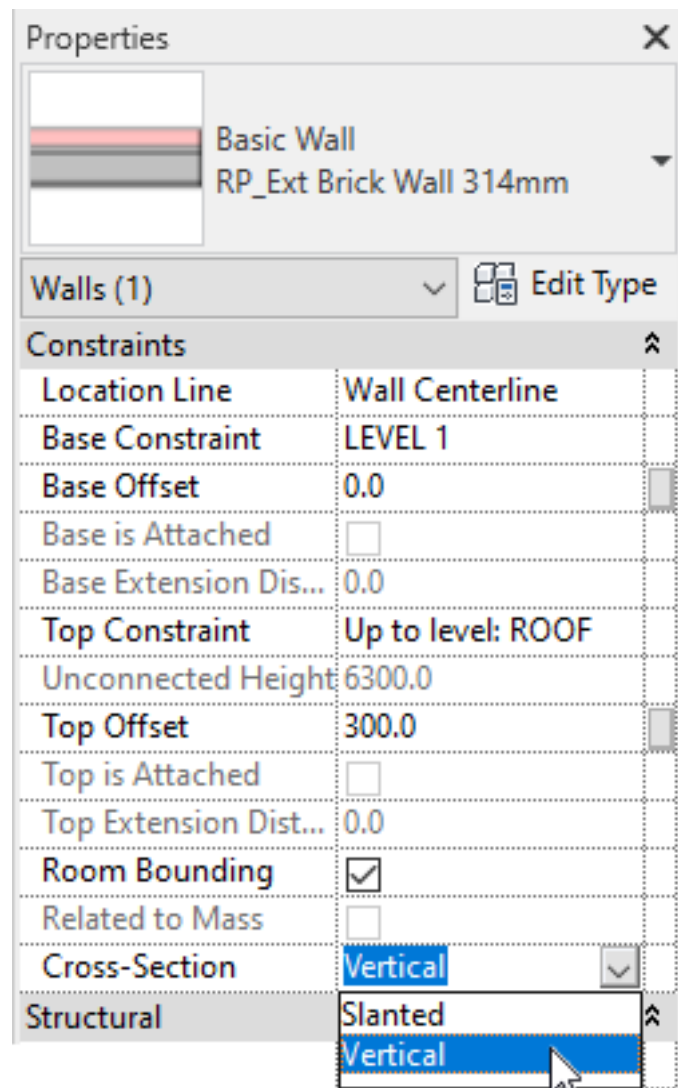 Properties
Basic Wall
RP_Ext Brick Wall 314mm
Walls (1) Edit Type
Constraints
Location Line Wall Centerline
Base Constraint LEVEL 1
Base Offset 0.0
Base is Attached
Base Extension Dis... 0.0
Top Constraint Up to level: ROOF
Unconnected Height 6300.0
Top Offset 300.0
Top is Attached
Top Extension Dist... 0.0
Room Bounding
Related to Mass
Cross-Section Vertical
Structural Slanted
Vertical